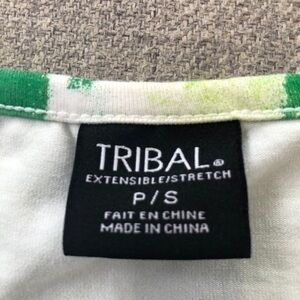 TRIBAL®
EXTENSIBLE/STRETCH
P/S
FAIT EN CHINE
MADE IN CHINA